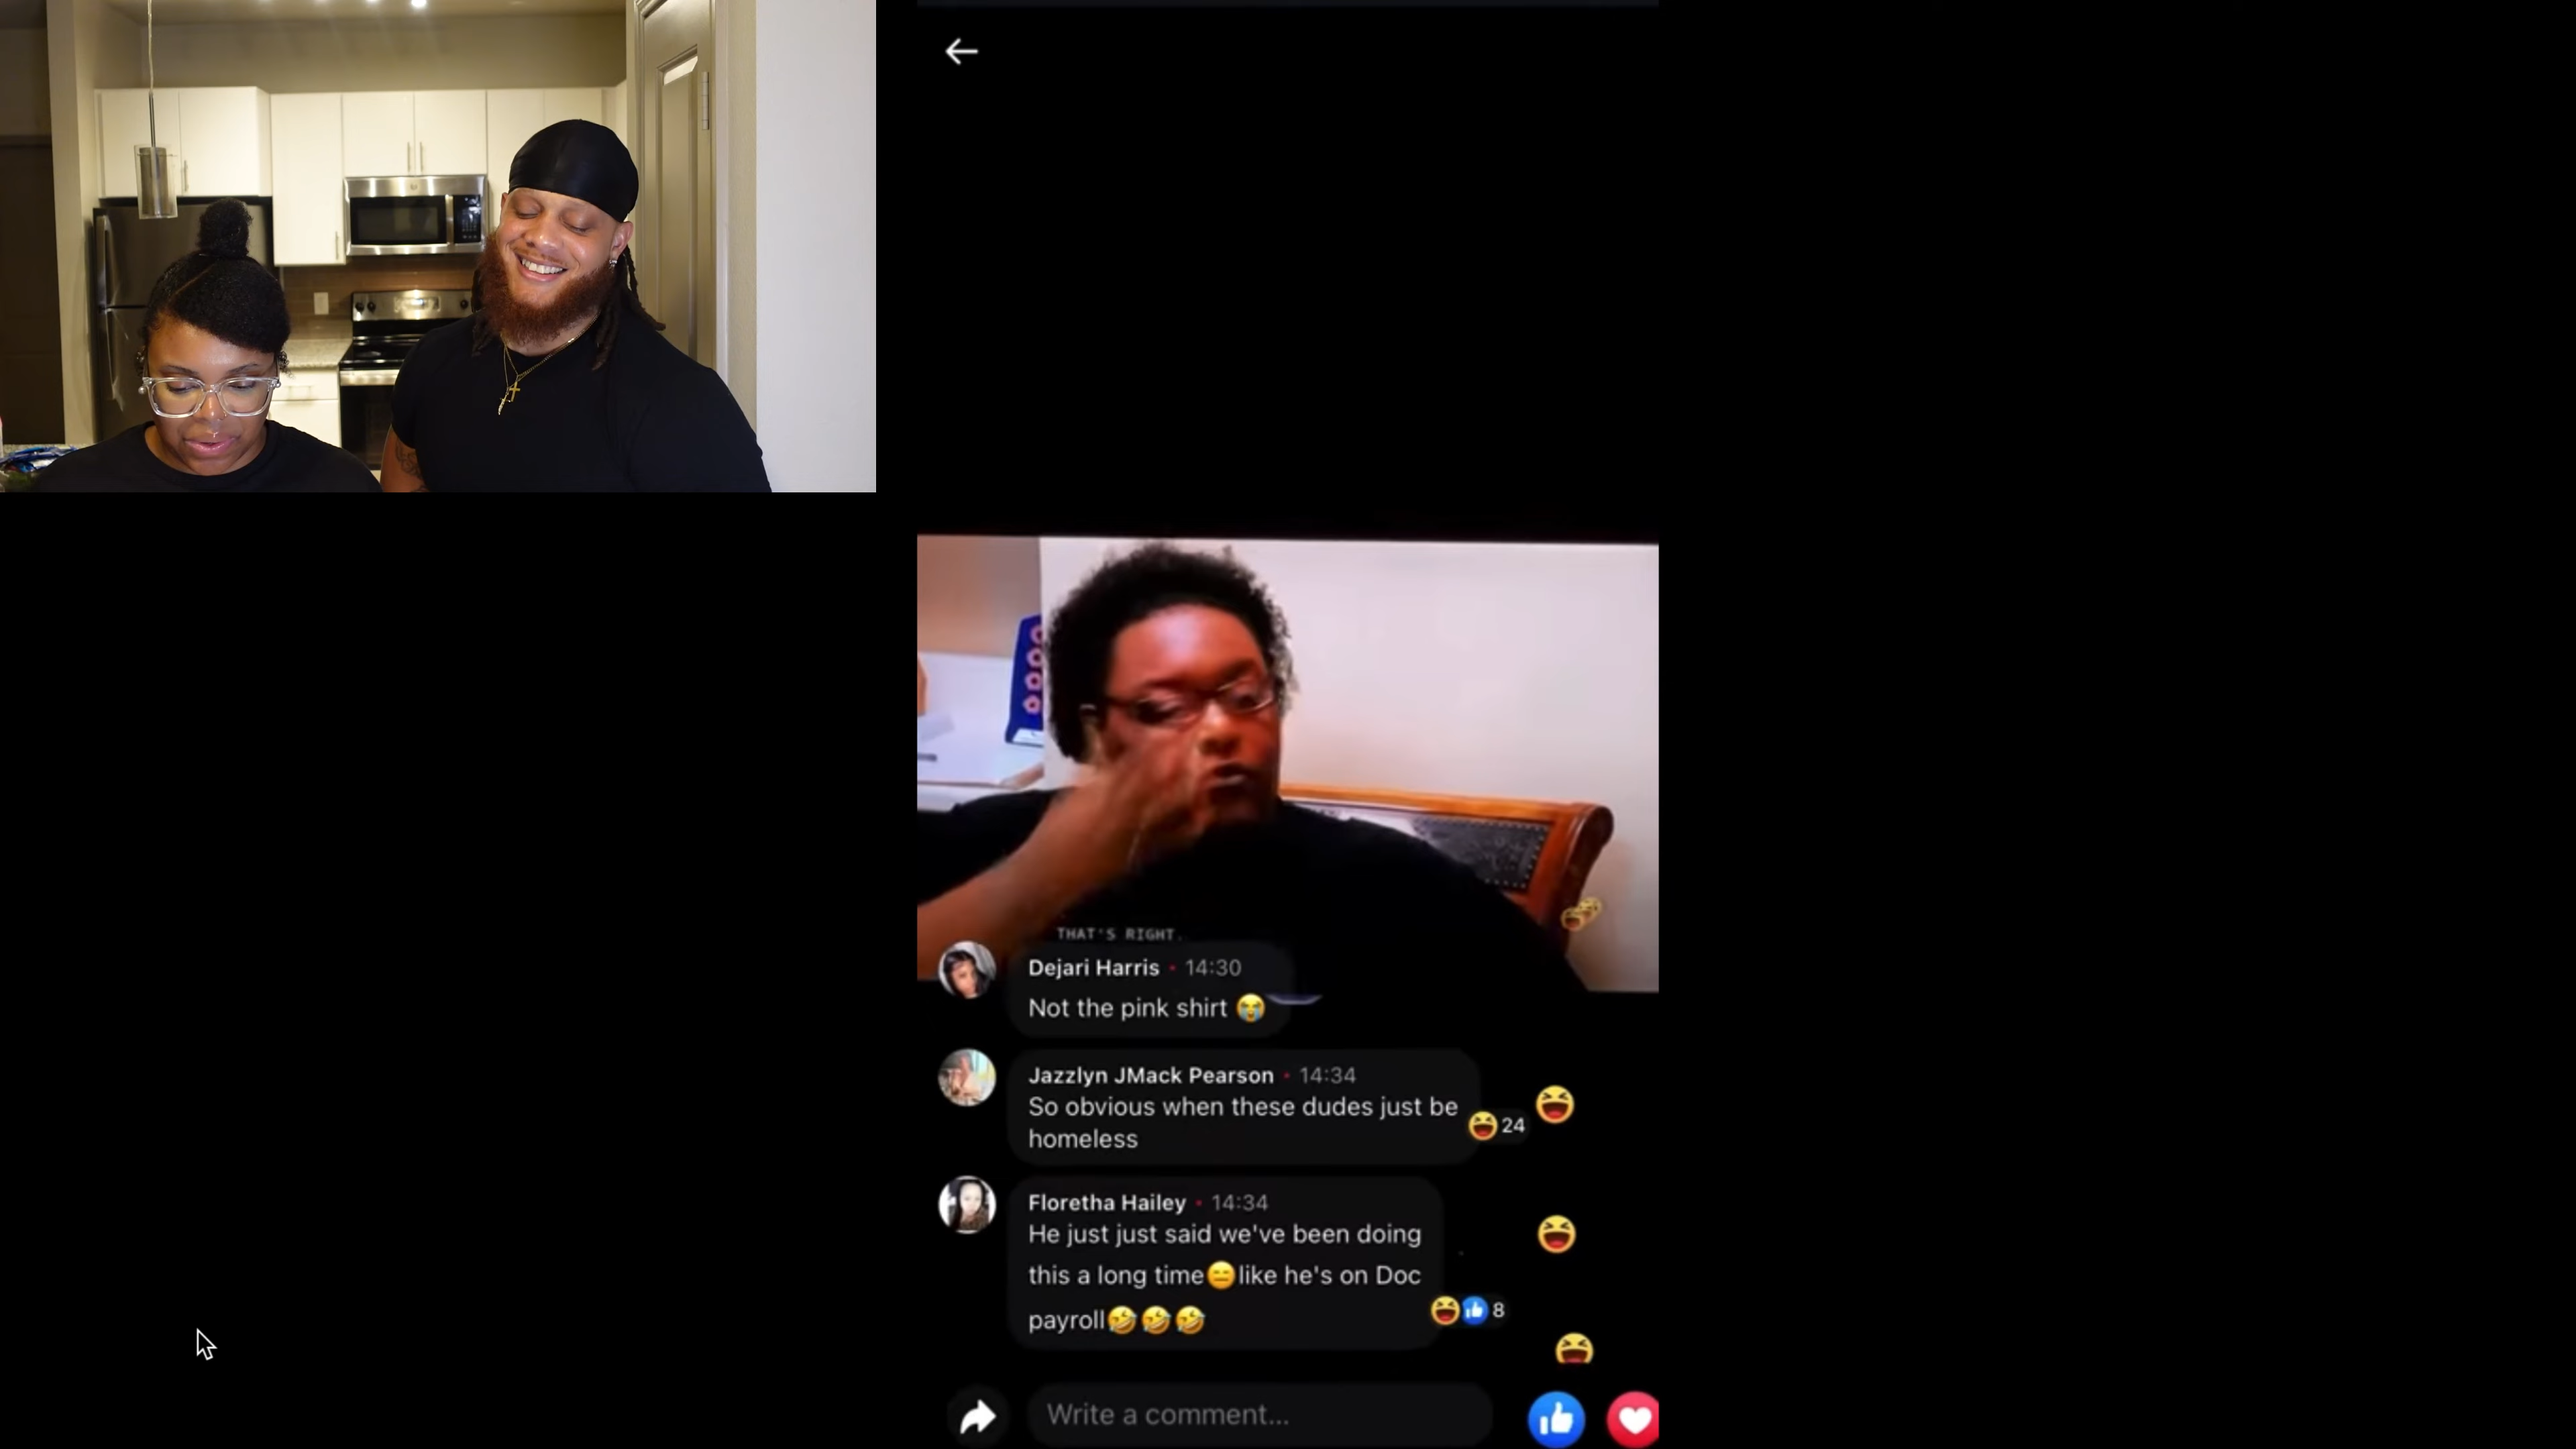 THAT'S RIGHT.
Dejari Harris • 14:30
Not the pink shirt 😭
Jazzlyn JMack Pearson • 14:34
So obvious when these dudes just be
homeless
😆 24
Floretha Hailey • 14:34
He just just said we've been doing
this a long time😑like he's on Doc
payroll🤣🤣🤣
😆👍 8
Write a comment...